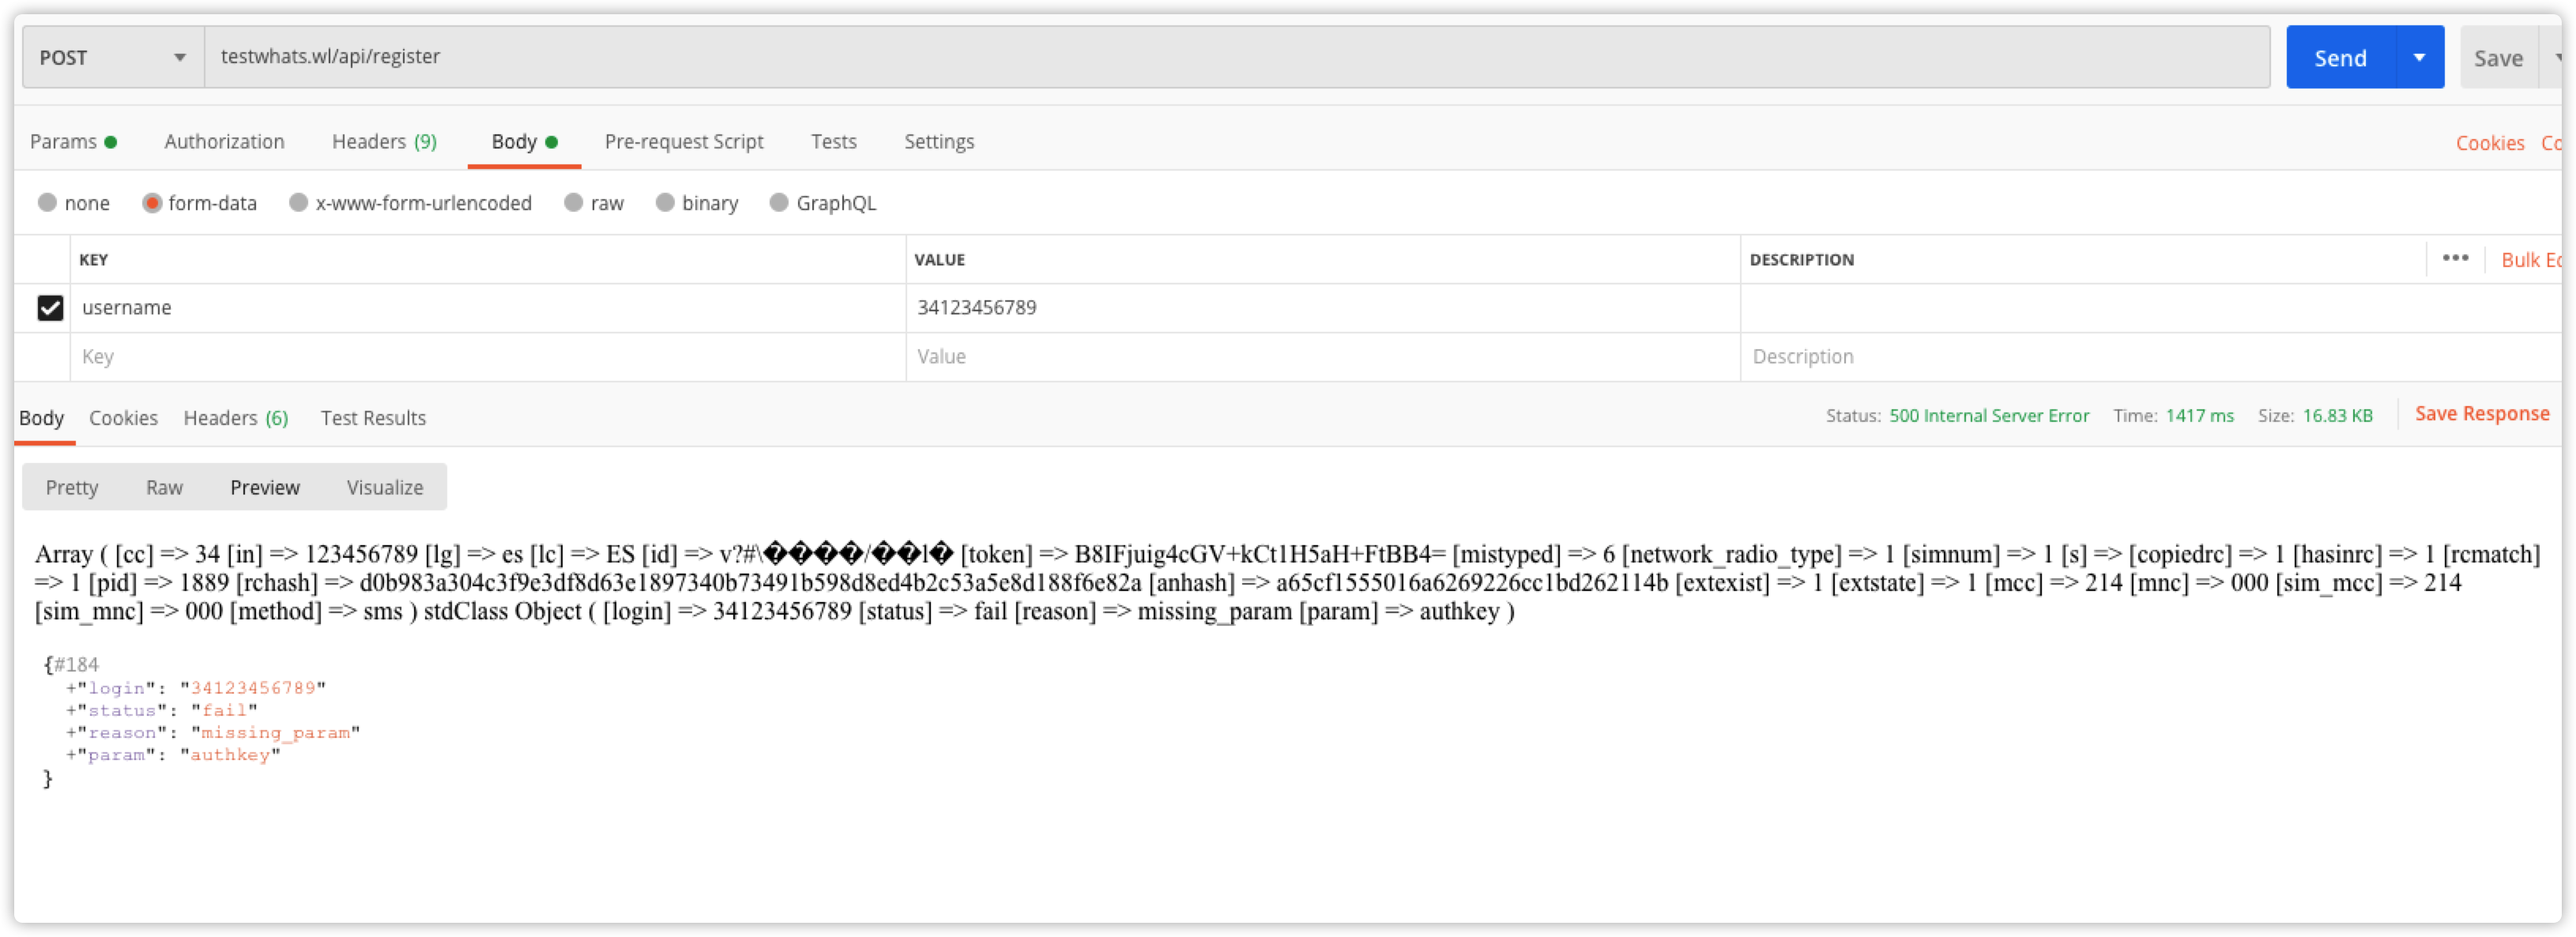 POST testwhats.wl/api/register Send Save
Params Authorization Headers (9) Body Pre-request Script Tests Settings Cookies Co
none form-data x-www-form-urlencoded raw binary GraphQL
KEY VALUE DESCRIPTION ••• Bulk Ed
username 34123456789
Key Value Description
Body Cookies Headers (6) Test Results Status: 500 Internal Server Error Time: 1417 ms Size: 16.83 KB Save Response
Pretty Raw Preview Visualize
Array ( [cc] => 34 [in] => 123456789 [lg] => es [lc] => ES [id] => v?#\����/��l� [token] => B8IFjuig4cGV+kCt1H5aH+FtBB4= [mistyped] => 6 [network_radio_type] => 1 [simnum] => 1 [s] => [copiedrc] => 1 [hasinrc] => 1 [rcmatch]
=> 1 [pid] => 1889 [rchash] => d0b983a304c3f9e3df8d63e1897340b73491b598d8ed4b2c53a5e8d188f6e82a [anhash] => a65cf1555016a6269226cc1bd262114b [extexist] => 1 [extstate] => 1 [mcc] => 214 [mnc] => 000 [sim_mcc] => 214
[sim_mnc] => 000 [method] => sms ) stdClass Object ( [login] => 34123456789 [status] => fail [reason] => missing_param [param] => authkey )
{#184
+"login": "34123456789"
+"status": "fail"
+"reason": "missing_param"
+"param": "authkey"
}